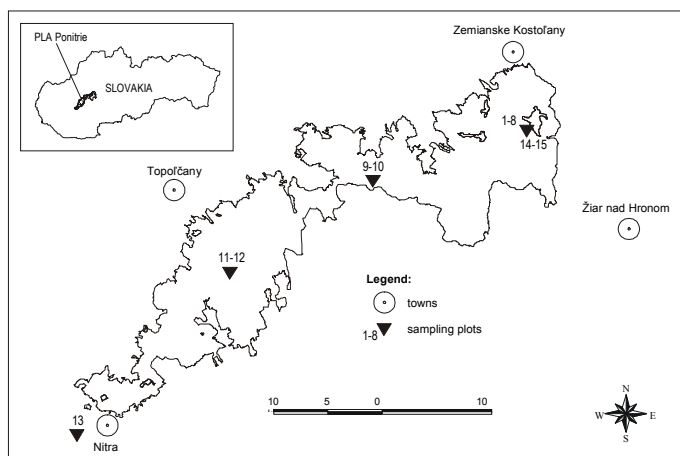 PLA Ponitrie
SLOVAKIA
Zemianske Kostoľany
1-8
14-15
9-10
Topoľčany
Žiar nad Hronom
11-12
Legend:
towns
1-8
sampling plots
13
Nitra
10 5 0 10
N
W E
S